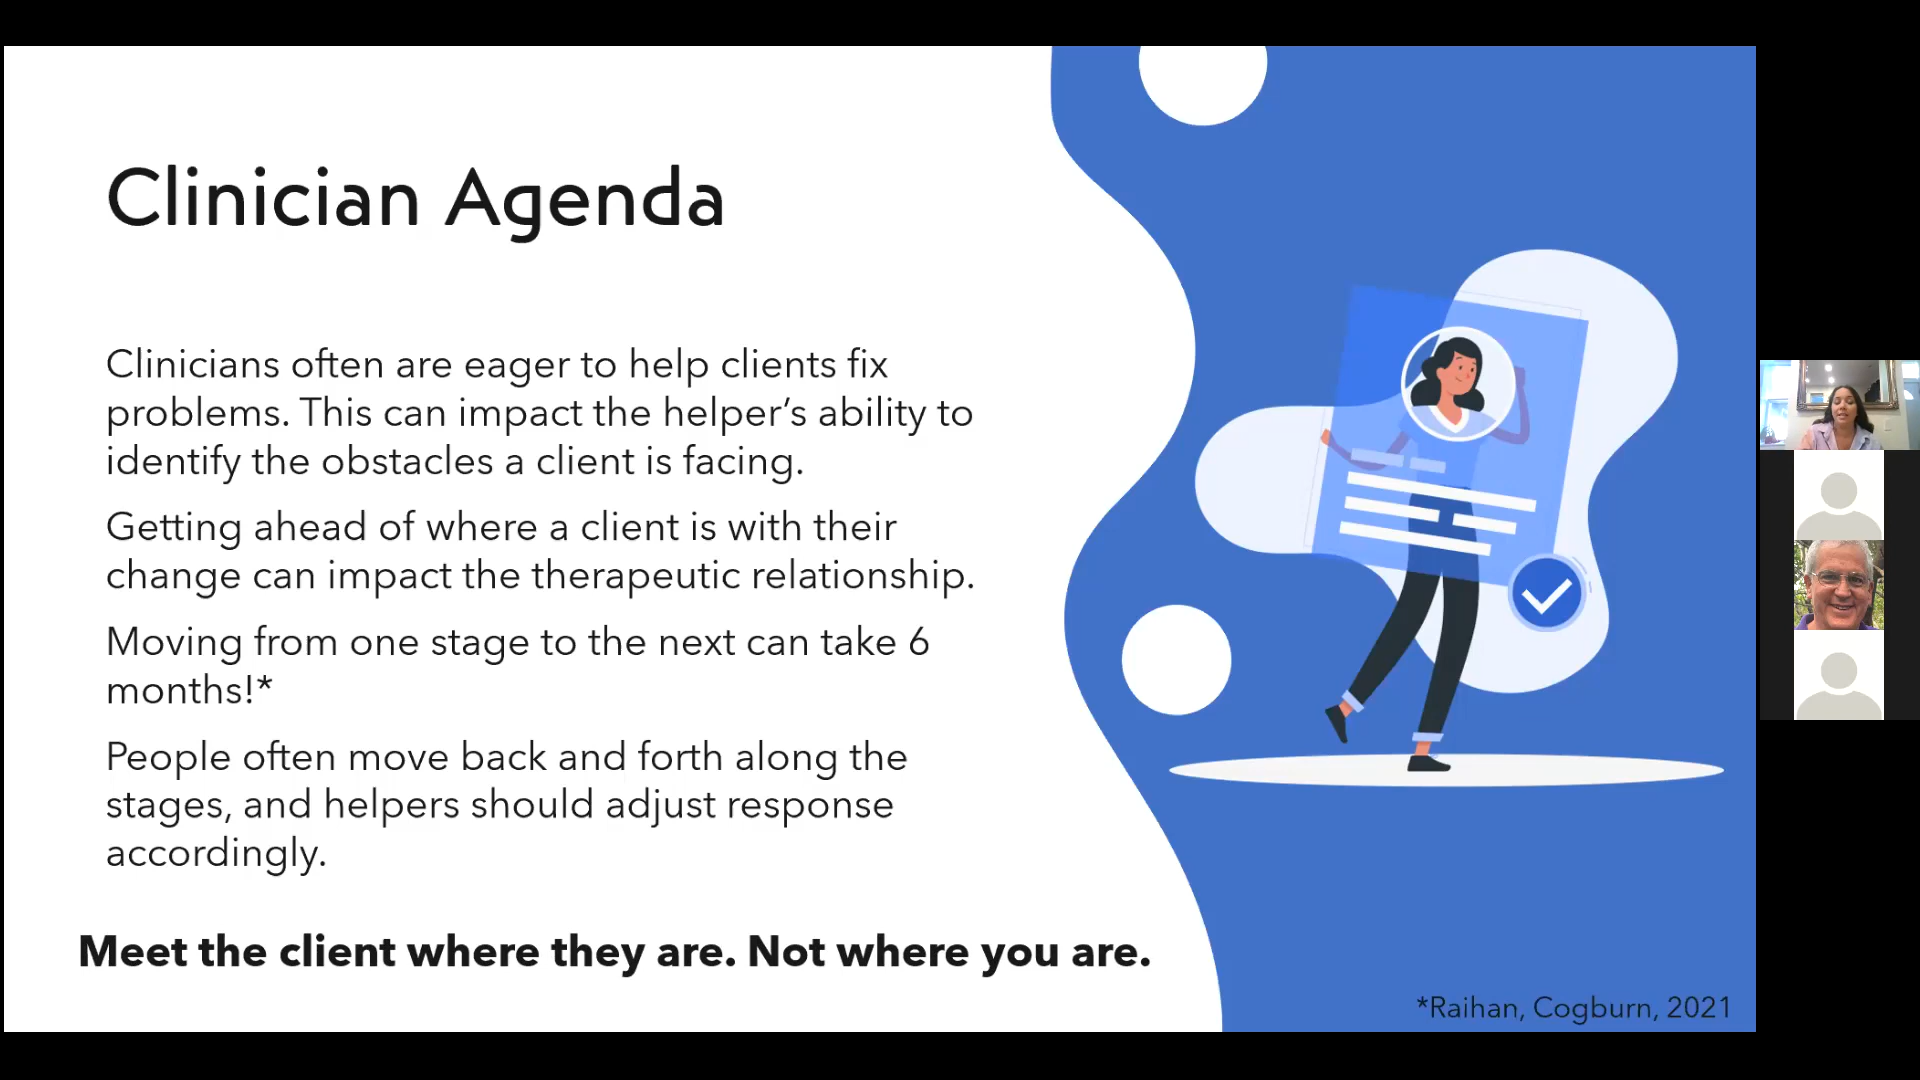 Clinician Agenda
Clinicians often are eager to help clients fix
problems. This can impact the helper’s ability to
identify the obstacles a client is facing.
Getting ahead of where a client is with their
change can impact the therapeutic relationship.
Moving from one stage to the next can take 6
months!*
People often move back and forth along the
stages, and helpers should adjust response
accordingly.
Meet the client where they are. Not where you are.
*Raihan, Cogburn, 2021